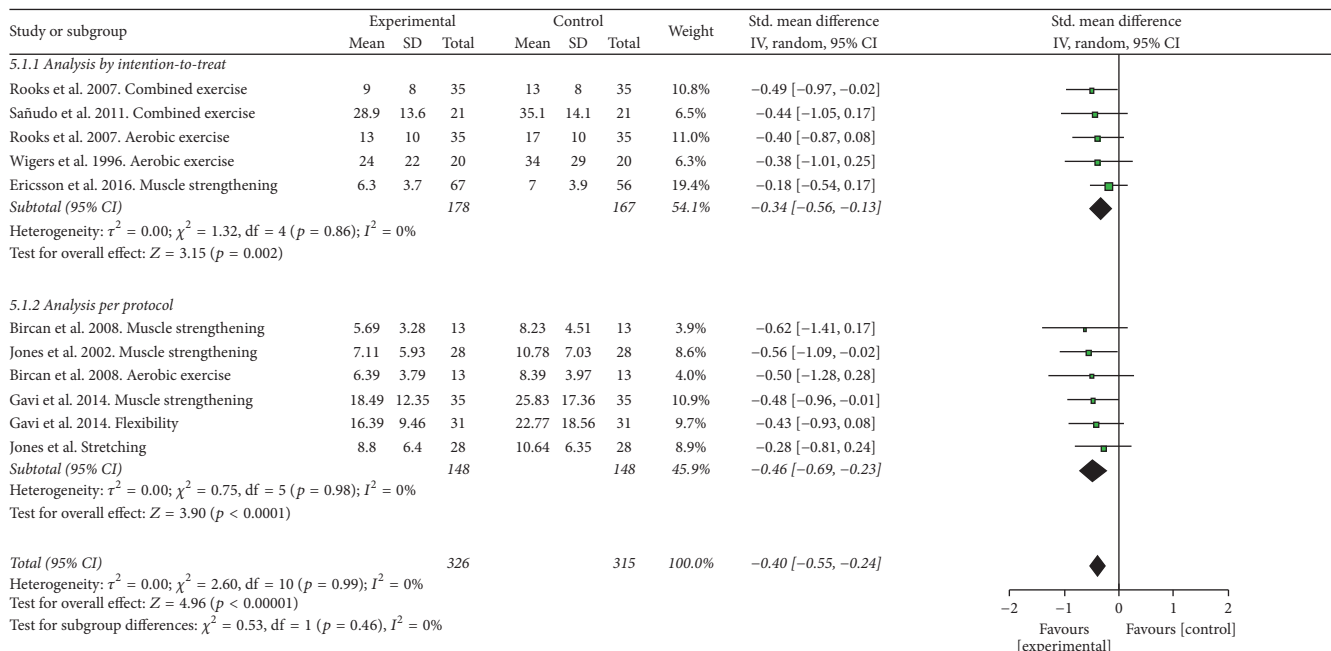 Study or subgroup Experimental Control Weight Std. mean difference Std. mean difference
Mean SD Total Mean SD Total IV, random, 95% CI IV, random, 95% CI
5.1.1 Analysis by intention-to-treat
Rooks et al. 2007. Combined exercise 9 8 35 13 8 35 10.8% −0.49 [−0.97, −0.02]
Sañudo et al. 2011. Combined exercise 28.9 13.6 21 35.1 14.1 21 6.5% −0.44 [−1.05, 0.17]
Rooks et al. 2007. Aerobic exercise 13 10 35 17 10 35 11.0% −0.40 [−0.87, 0.08]
Wigers et al. 1996. Aerobic exercise 24 22 20 34 29 20 6.3% −0.38 [−1.01, 0.25]
Ericsson et al. 2016. Muscle strengthening 6.3 3.7 67 7 3.9 56 19.4% −0.18 [−0.54, 0.17]
Subtotal (95% CI) 178 167 54.1% −0.34 [−0.56, −0.13]
Heterogeneity: τ² = 0.00; χ² = 1.32, df = 4 (p = 0.86); I² = 0%
Test for overall effect: Z = 3.15 (p = 0.002)
5.1.2 Analysis per protocol
Bircan et al. 2008. Muscle strengthening 5.69 3.28 13 8.23 4.51 13 3.9% −0.62 [−1.41, 0.17]
Jones et al. 2002. Muscle strengthening 7.11 5.93 28 10.78 7.03 28 8.6% −0.56 [−1.09, −0.02]
Bircan et al. 2008. Aerobic exercise 6.39 3.79 13 8.39 3.97 13 4.0% −0.50 [−1.28, 0.28]
Gavi et al. 2014. Muscle strengthening 18.49 12.35 35 25.83 17.36 35 10.9% −0.48 [−0.96, −0.01]
Gavi et al. 2014. Flexibility 16.39 9.46 31 22.77 18.56 31 9.7% −0.43 [−0.93, 0.08]
Jones et al. Stretching 8.8 6.4 28 10.64 6.35 28 8.9% −0.28 [−0.81, 0.24]
Subtotal (95% CI) 148 148 45.9% −0.46 [−0.69, −0.23]
Heterogeneity: τ² = 0.00; χ² = 0.75, df = 5 (p = 0.98); I² = 0%
Test for overall effect: Z = 3.90 (p < 0.0001)
Total (95% CI) 326 315 100.0% −0.40 [−0.55, −0.24]
Heterogeneity: τ² = 0.00; χ² = 2.60, df = 10 (p = 0.99); I² = 0%
Test for overall effect: Z = 4.96 (p < 0.00001)
Test for subgroup differences: χ² = 0.53, df = 1 (p = 0.46), I² = 0%
−2 −1 0 1 2
Favours Favours [control]
[experimental]